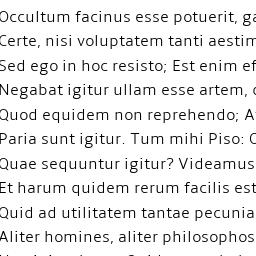 Occultum facinus esse potuerit, ga
Certe, nisi voluptatem tanti aestim
Sed ego in hoc resisto; Est enim ef
Negabat igitur ullam esse artem,
Quod equidem non reprehendo; A
Paria sunt igitur. Tum mihi Piso:
Quae sequuntur igitur? Videamus
Et harum quidem rerum facilis est
Quid ad utilitatem tantae pecunia
Aliter homines, aliter philosophos